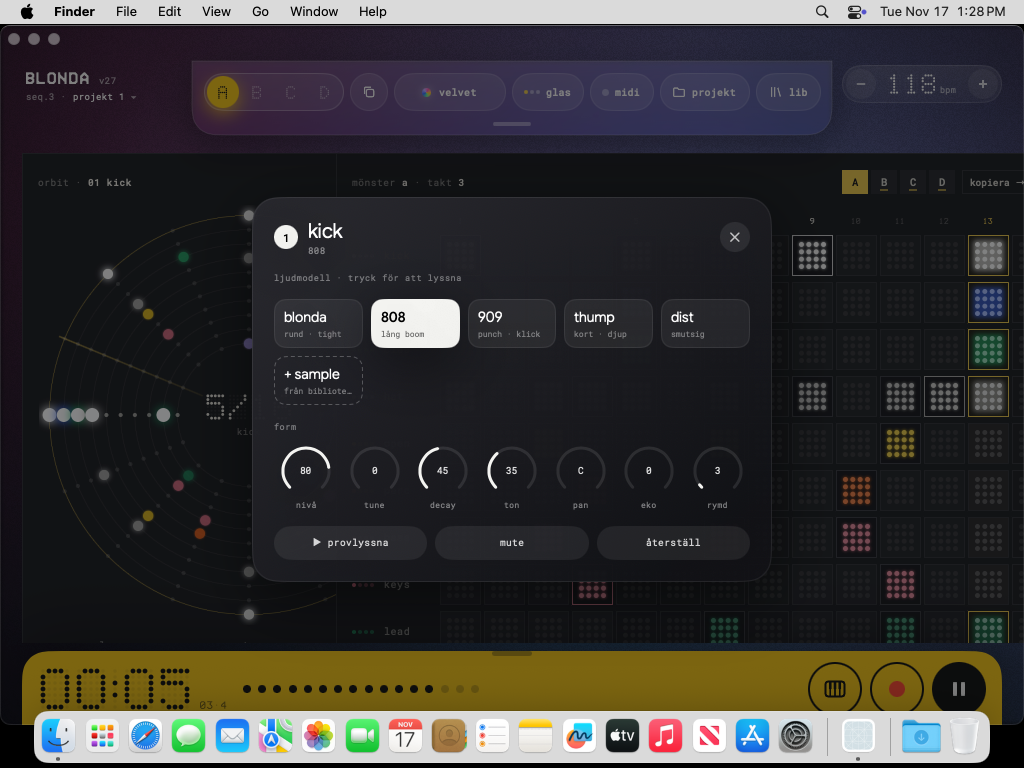 Finder File Edit View Go Window Help Tue Nov 17 1:28 PM
BLONDA v27
seq.3 · projekt 1
A B C D velvet glas midi projekt lib
− 118 bpm +
orbit · 01 kick
mönster a · takt 3
A B C D kopiera →
9 10 11 12 13
1 kick
808
ljudmodell · tryck för att lyssna
blonda 808 909 thump dist
rund · tight lång boom punch · klick kort · djup smutsig
+ sample
från bibliote…
form
80 0 45 35 C 0 3
nivå tune decay ton pan eko rymd
provlyssna mute återställ
keys
lead
00:05 03 4
NOV
17
tv